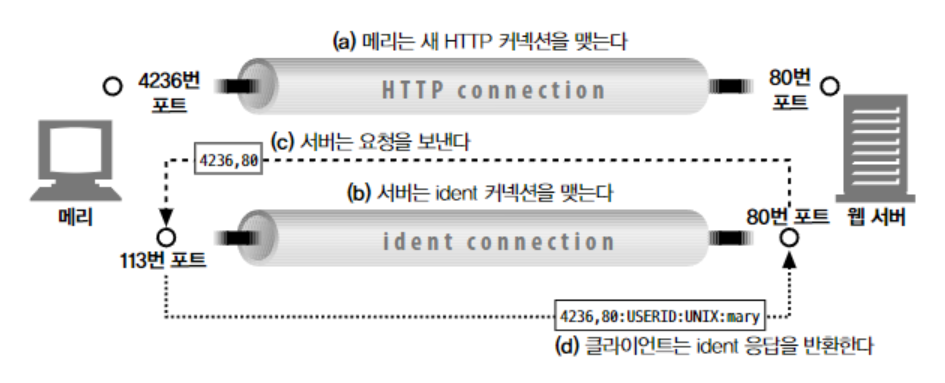 (a) 메리는 새 HTTP 커넥션을 맺는다
4236번
포트
HTTP connection
80번
포트
(c) 서버는 요청을 보낸다
4236,80
메리
(b) 서버는 ident 커넥션을 맺는다
80번 포트
웹 서버
ident connection
113번 포트
4236,80:USERID:UNIX:mary
(d) 클라이언트는 ident 응답을 반환한다